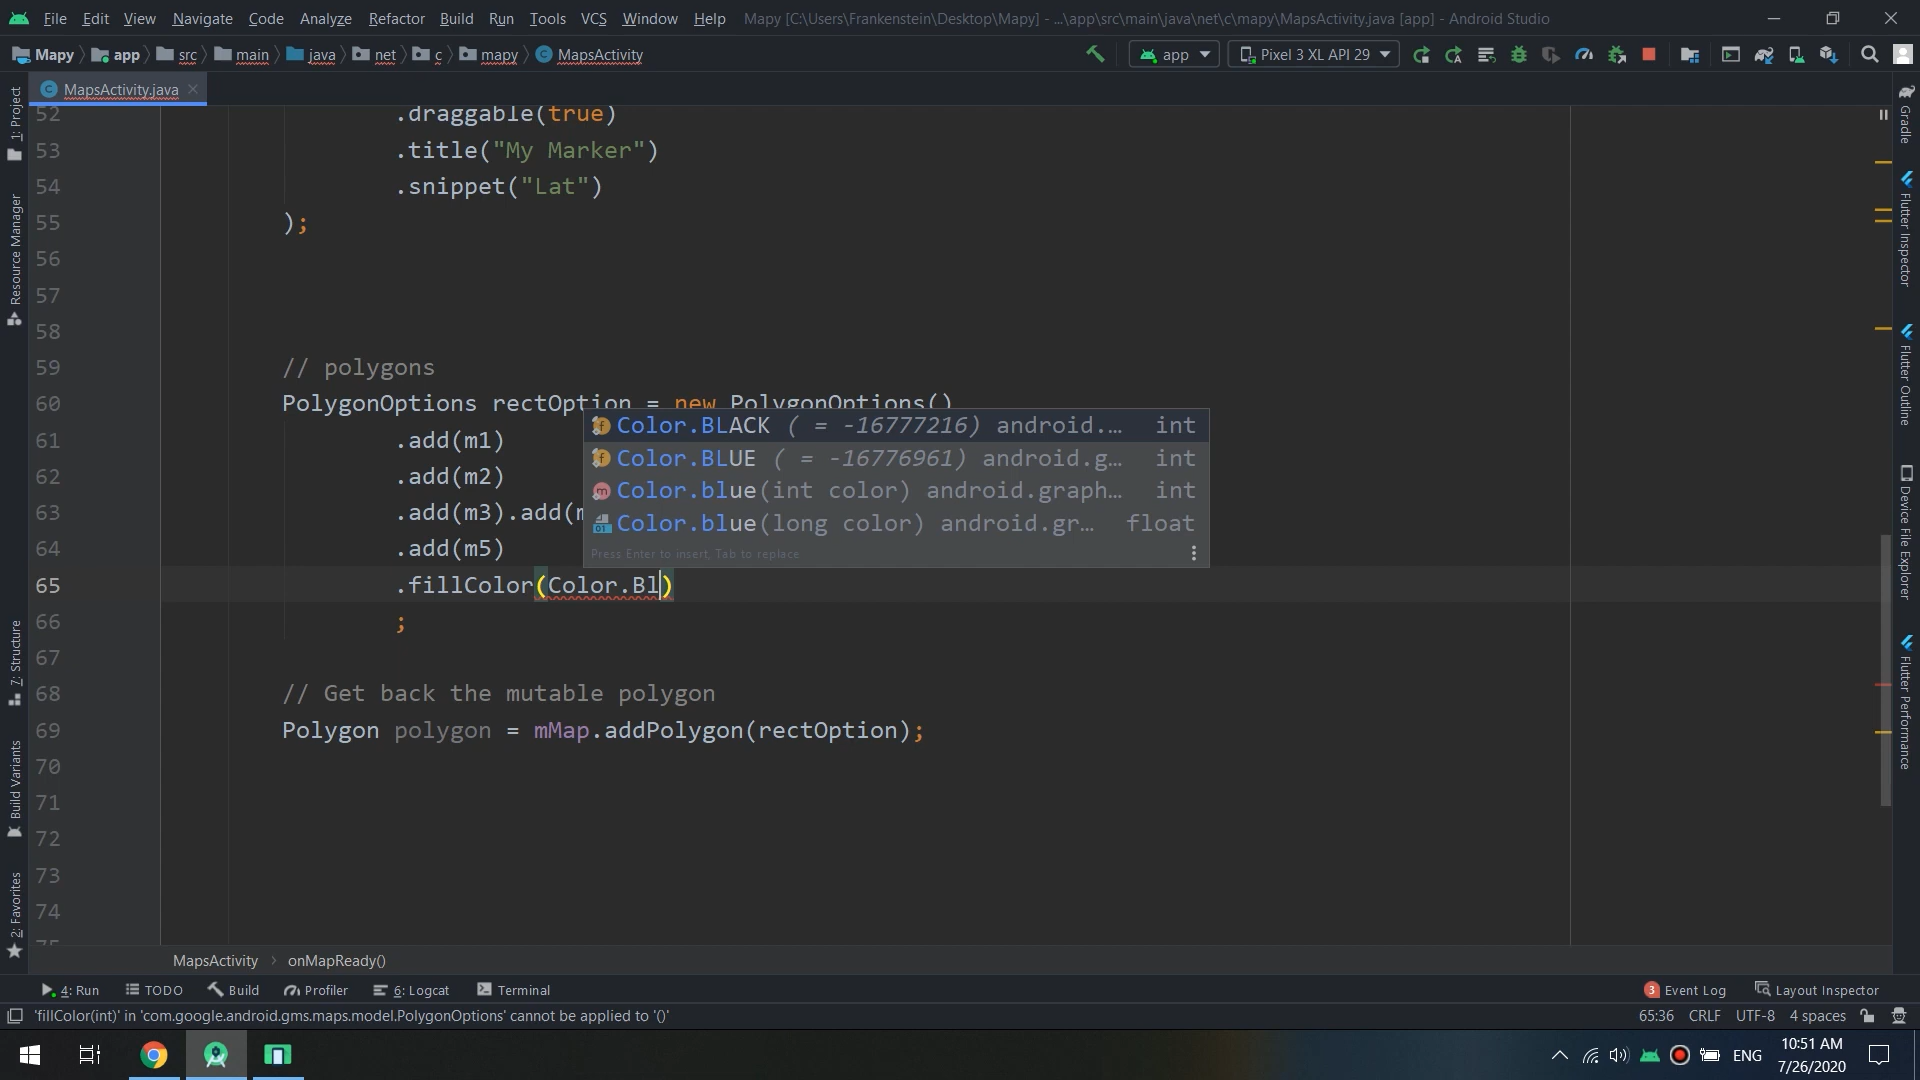 File Edit View Navigate Code Analyze Refactor Build Run Tools VCS Window Help Mapy [C:\Users\Frankenstein\Desktop\Mapy] - ...\app\src\main\java\net\c\mapy\MapsActivity.java [app] - Android Studio
Mapy app src main java net c mapy MapsActivity app Pixel 3 XL API 29
MapsActivity.java
1: Project
Resource Manager
7: Structure
Build Variants
2: Favorites
52 .draggable(true)
53 .title("My Marker")
54 .snippet("Lat")
55 );
56
57
58
59 // polygons
60 PolygonOptions rectOption = new PolygonOptions()
61 .add(m1)
62 .add(m2)
63 .add(m3).add(m
64 .add(m5)
65 .fillColor(Color.Bl)
66 ;
67
68 // Get back the mutable polygon
69 Polygon polygon = mMap.addPolygon(rectOption);
70
71
72
73
74
75
Color.BLACK ( = -16777216) android.... int
Color.BLUE ( = -16776961) android.g... int
Color.blue(int color) android.graph... int
Color.blue(long color) android.gr... float
Press Enter to insert, Tab to replace
Gradle
Flutter Inspector
Flutter Outline
Device File Explorer
Flutter Performance
MapsActivity onMapReady()
4: Run TODO Build Profiler 6: Logcat Terminal 3 Event Log Layout Inspector
'fillColor(int)' in 'com.google.android.gms.maps.model.PolygonOptions' cannot be applied to '()' 65:36 CRLF UTF-8 4 spaces
ENG 10:51 AM
7/26/2020